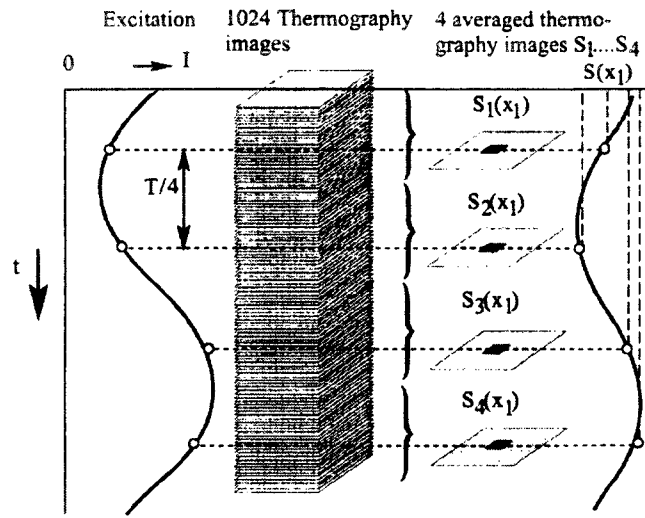 Excitation
1024 Thermography
images
4 averaged thermo-
graphy images S1....S4
0
I
S(x1)
S1(x1)
T/4
S2(x1)
t
S3(x1)
S4(x1)